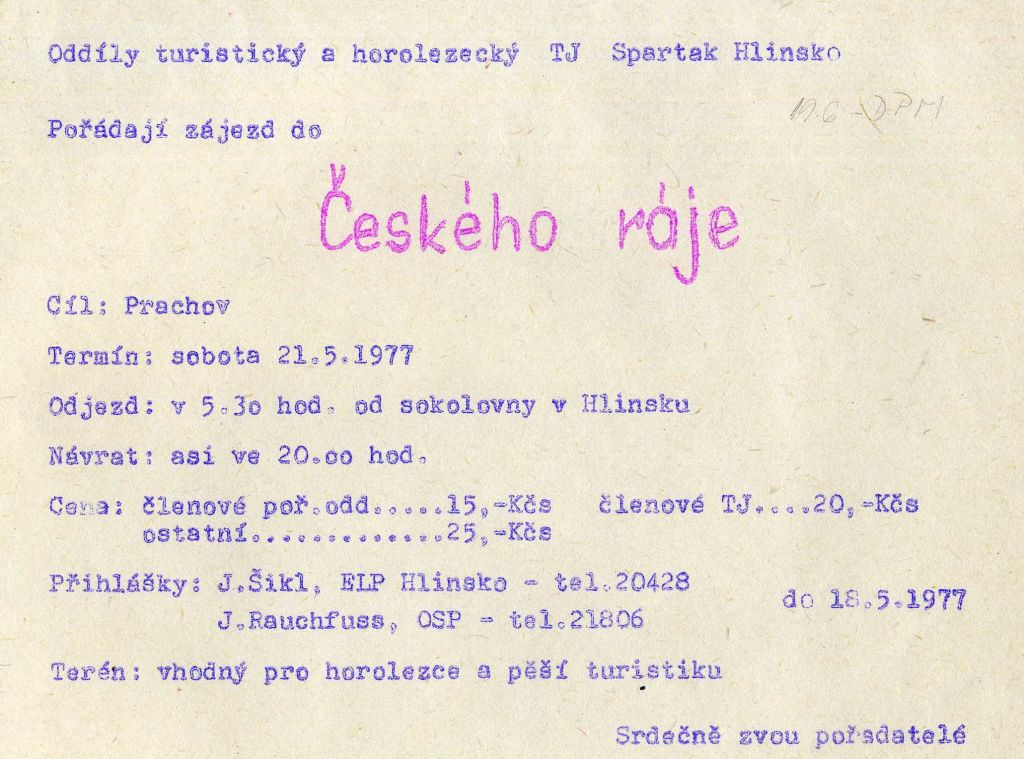 Oddíly turistický a horolezecký TJ Spartak Hlinsko
Pořádají zájezd do
Českého ráje
Cíl: Prachov
Termín: sobota 21.5.1977
Odjezd: v 5.3o hod. od sokolovny v Hlinsku
Návrat: asi ve 20.oo hod.
Cena: členové poř.odd.....15,-Kčs členové TJ....20,-Kčs
ostatní.............25,-Kčs
Přihlášky: J.Šikl, ELP Hlinsko - tel.20428
do 18.5.1977
J.Rauchfuss, OSP - tel.21806
Terén: vhodný pro horolezce a pěší turistiku
Srdečně zvou pořadatelé